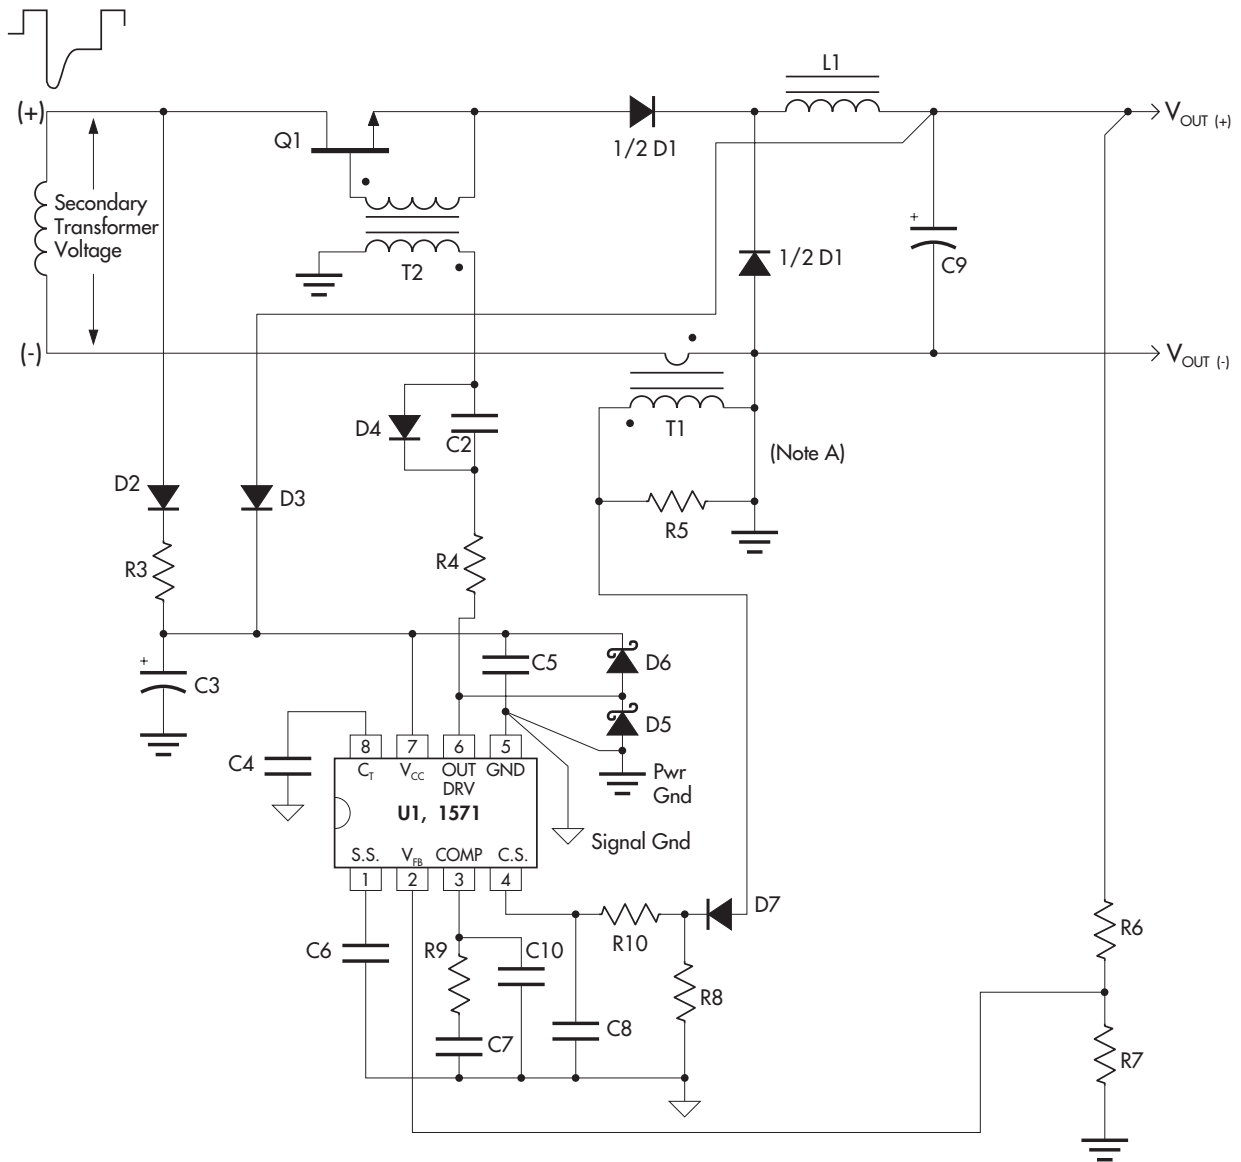 L1
(+)
V OUT (+)
Q1
1/2 D1
Secondary
Transformer
Voltage
T2
+
1/2 D1
C9
(-)
V OUT (-)
D4
C2
T1
(Note A)
D2
D3
R5
R3
R4
+
C3
C5
D6
D5
C4
8
7
6
5
CT
VCC
OUT
DRV
GND
Pwr
Gnd
U1, 1571
Signal Gnd
S.S.
VFB
COMP
C.S.
1
2
3
4
D7
C6
R9
C10
R10
R6
R8
C7
C8
R7